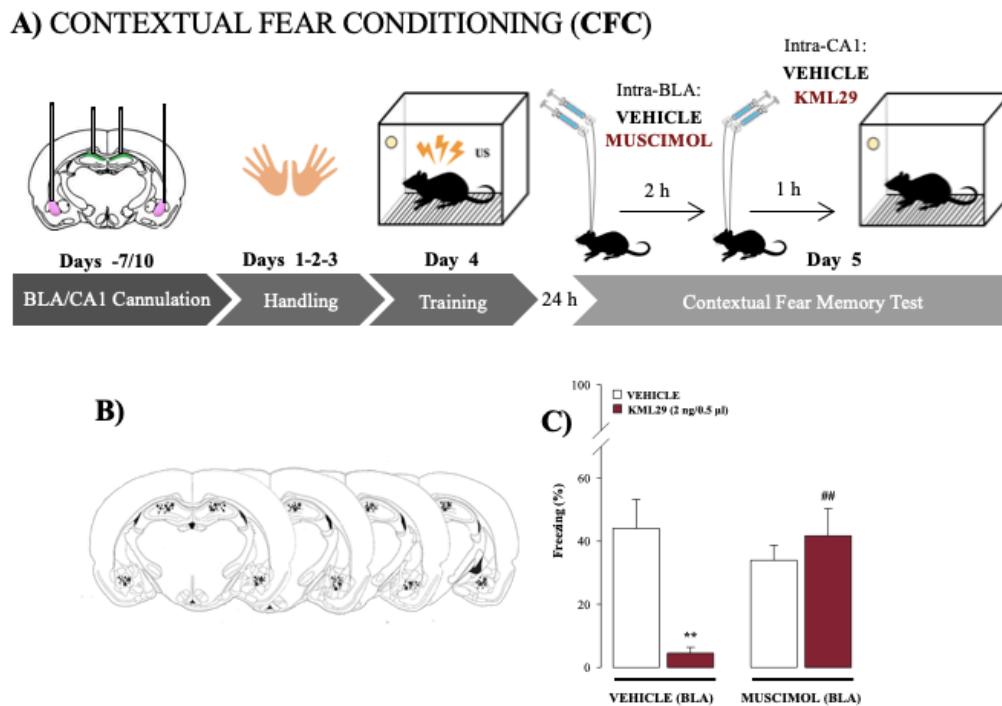 A) CONTEXTUAL FEAR CONDITIONING (CFC)
Intra-BLA:
VEHICLE
MUSCIMOL
Intra-CA1:
VEHICLE
KML29
US
2 h
1 h
Days -7/10
Days 1-2-3
Day 4
Day 5
BLA/CA1 Cannulation
Handling
Training
24 h
Contextual Fear Memory Test
B)
C)
VEHICLE
KML29 (2 ng/0.5 µl)
Freezing (%)
100
60
40
20
0
**
##
VEHICLE (BLA)
MUSCIMOL (BLA)